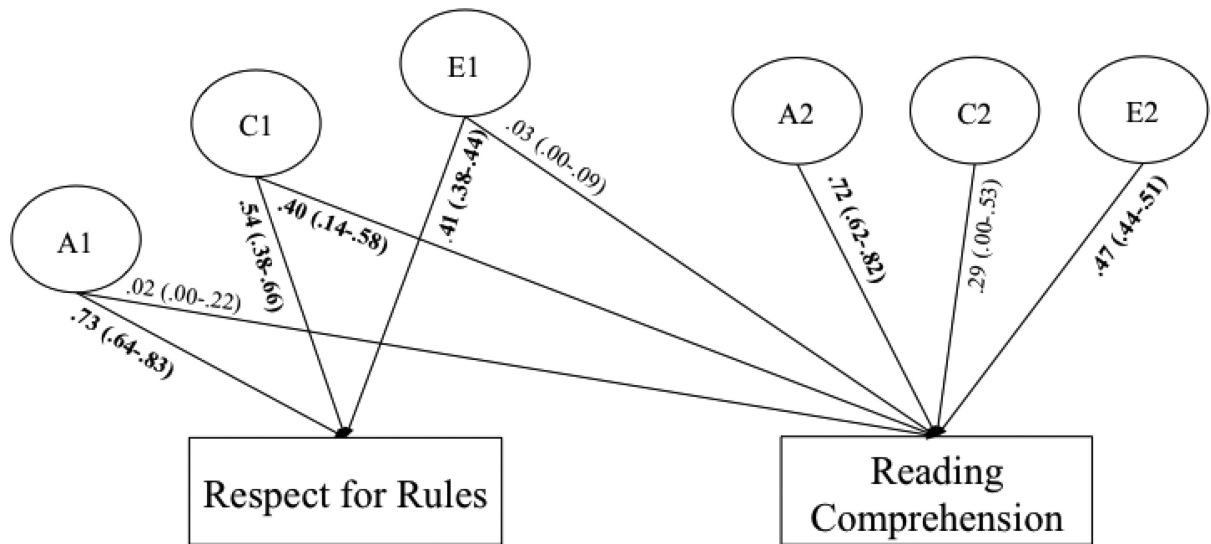 E1
A2
C2
E2
C1
.03 (.00-.09)
.41 (.38-.44)
.72 (.62-.82)
.29 (.00-.53)
.47 (.44-.51)
.54 (.38-.66)
.40 (.14-.58)
A1
.02 (.00-.22)
.73 (.64-.83)
Respect for Rules
Reading
Comprehension